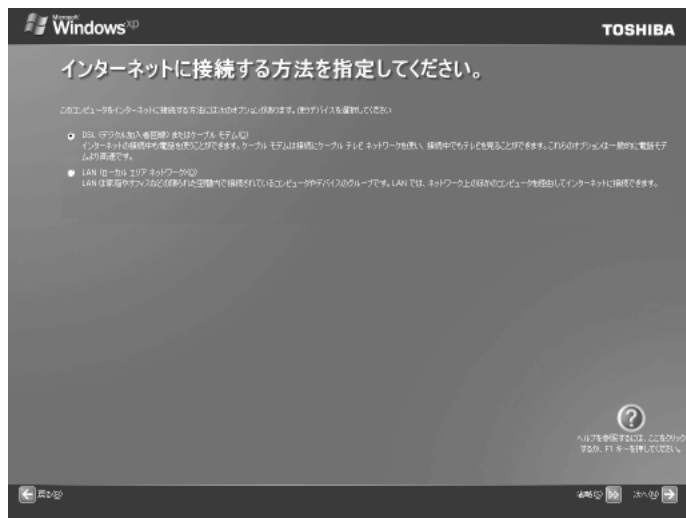 Microsoft
Windows xp
TOSHIBA
インターネットに接続する方法を指定してください。
このコンピュータをインターネットに接続する方法には次のオプションがあります。使うデバイスを選択してください:
DSL (デジタル加入者回線) またはケーブル モデム(D)
インターネットの接続中も電話を使うことができます。ケーブル モデムは接続にケーブル テレビ ネットワークを使い、接続中でもテレビを見ることができます。これらのオプションは一般的に電話モデ
ムより高速です。
LAN (ローカル エリア ネットワーク)(L)
LAN は家庭やオフィスなどの限られた空間内で接続されているコンピュータやデバイスのグループです。LAN では、ネットワーク上のほかのコンピュータを経由してインターネットに接続できます。
ヘルプを参照するには、ここをクリック
するか、F1 キーを押してください。
戻る(B)
省略(S)
次へ(N)